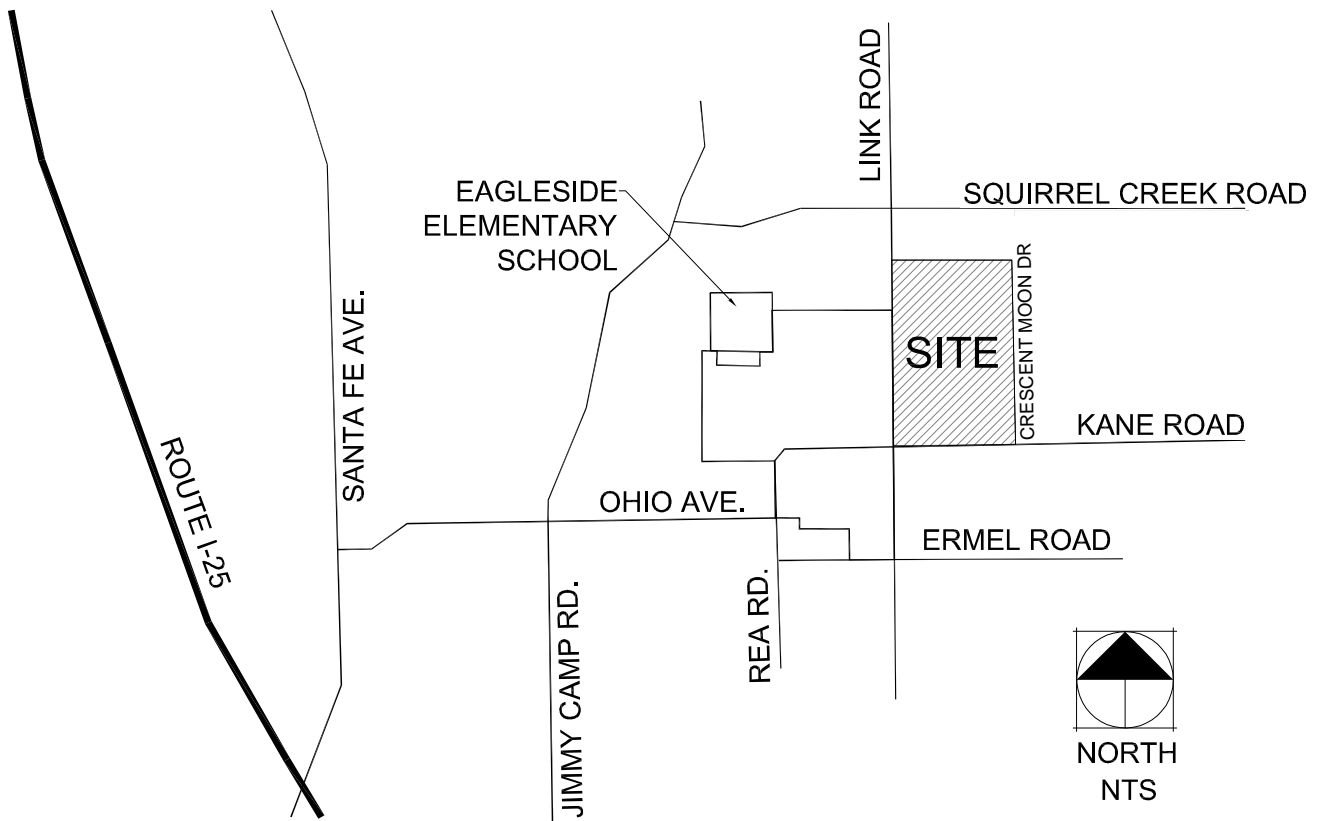 LINK ROAD
EAGLESIDE
ELEMENTARY
SCHOOL
SQUIRREL CREEK ROAD
SANTA FE AVE.
SITE
CRESCENT MOON DR
KANE ROAD
ROUTE I-25
OHIO AVE.
ERMEL ROAD
JIMMY CAMP RD.
REA RD.
NORTH
NTS